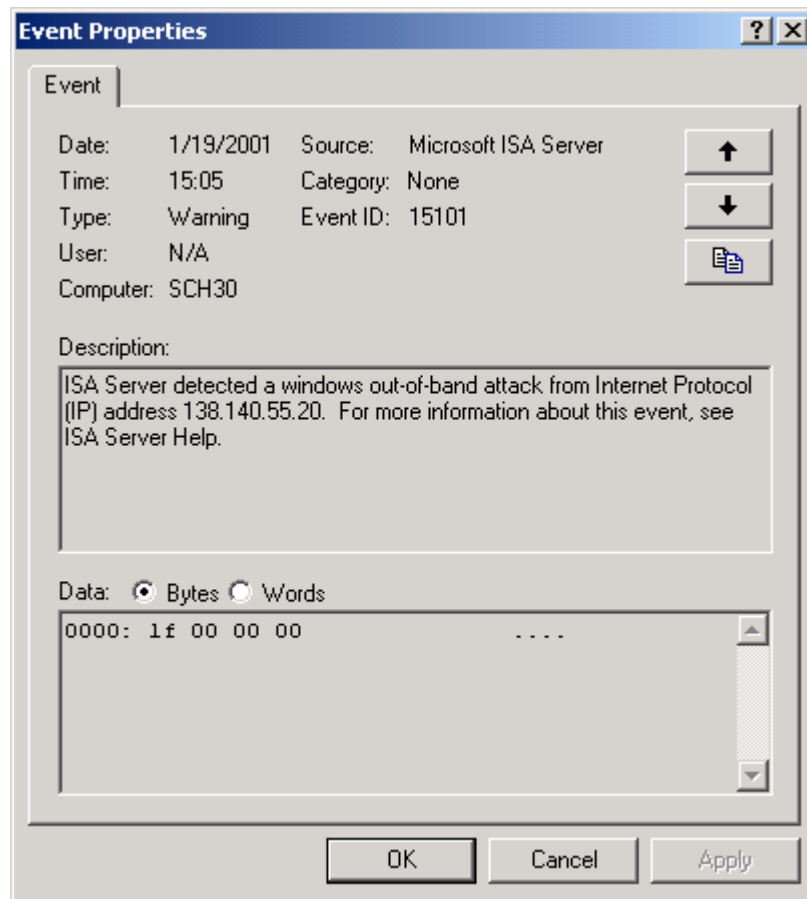 Event Properties
Event
Date: 1/19/2001 Source: Microsoft ISA Server
Time: 15:05 Category: None
Type: Warning Event ID: 15101
User: N/A
Computer: SCH30
Description:
ISA Server detected a windows out-of-band attack from Internet Protocol
(IP) address 138.140.55.20. For more information about this event, see
ISA Server Help.
Data: Bytes Words
0000: 1f 00 00 00 ....
OK Cancel Apply